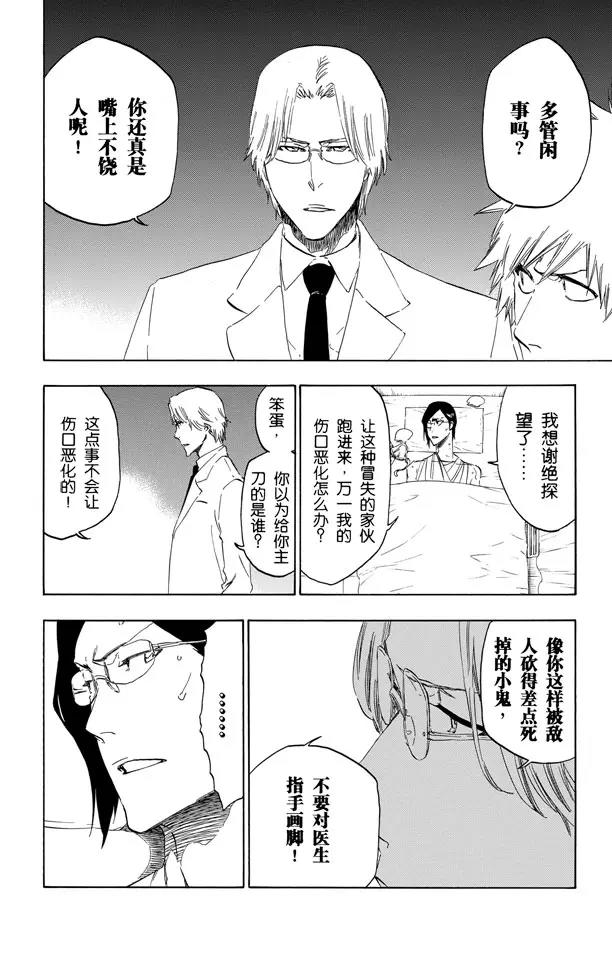 多管闲
事吗？
你还真是
嘴上不饶
人呢！
我想谢绝探
望了……
让这种冒失的家伙
跑进来，万一我的
伤口恶化怎么办？
笨蛋，
你以为给你主
刀的是谁？
这点事不会让
伤口恶化的！
像你这样被敌
人砍得差点死
掉的小鬼，
不要对医生
指手画脚！
……